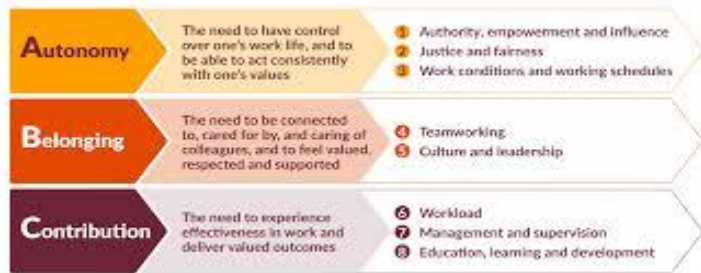 Autonomy
The need to have control
over one's work life, and to
be able to act consistently
with one's values
1 Authority, empowerment and influence
2 Justice and fairness
3 Work conditions and working schedules
Belonging
The need to be connected
to, cared for by, and caring of
colleagues, and to feel valued,
respected and supported
4 Teamworking
5 Culture and leadership
Contribution
The need to experience
effectiveness in work and
deliver valued outcomes
6 Workload
7 Management and supervision
8 Education, learning and development